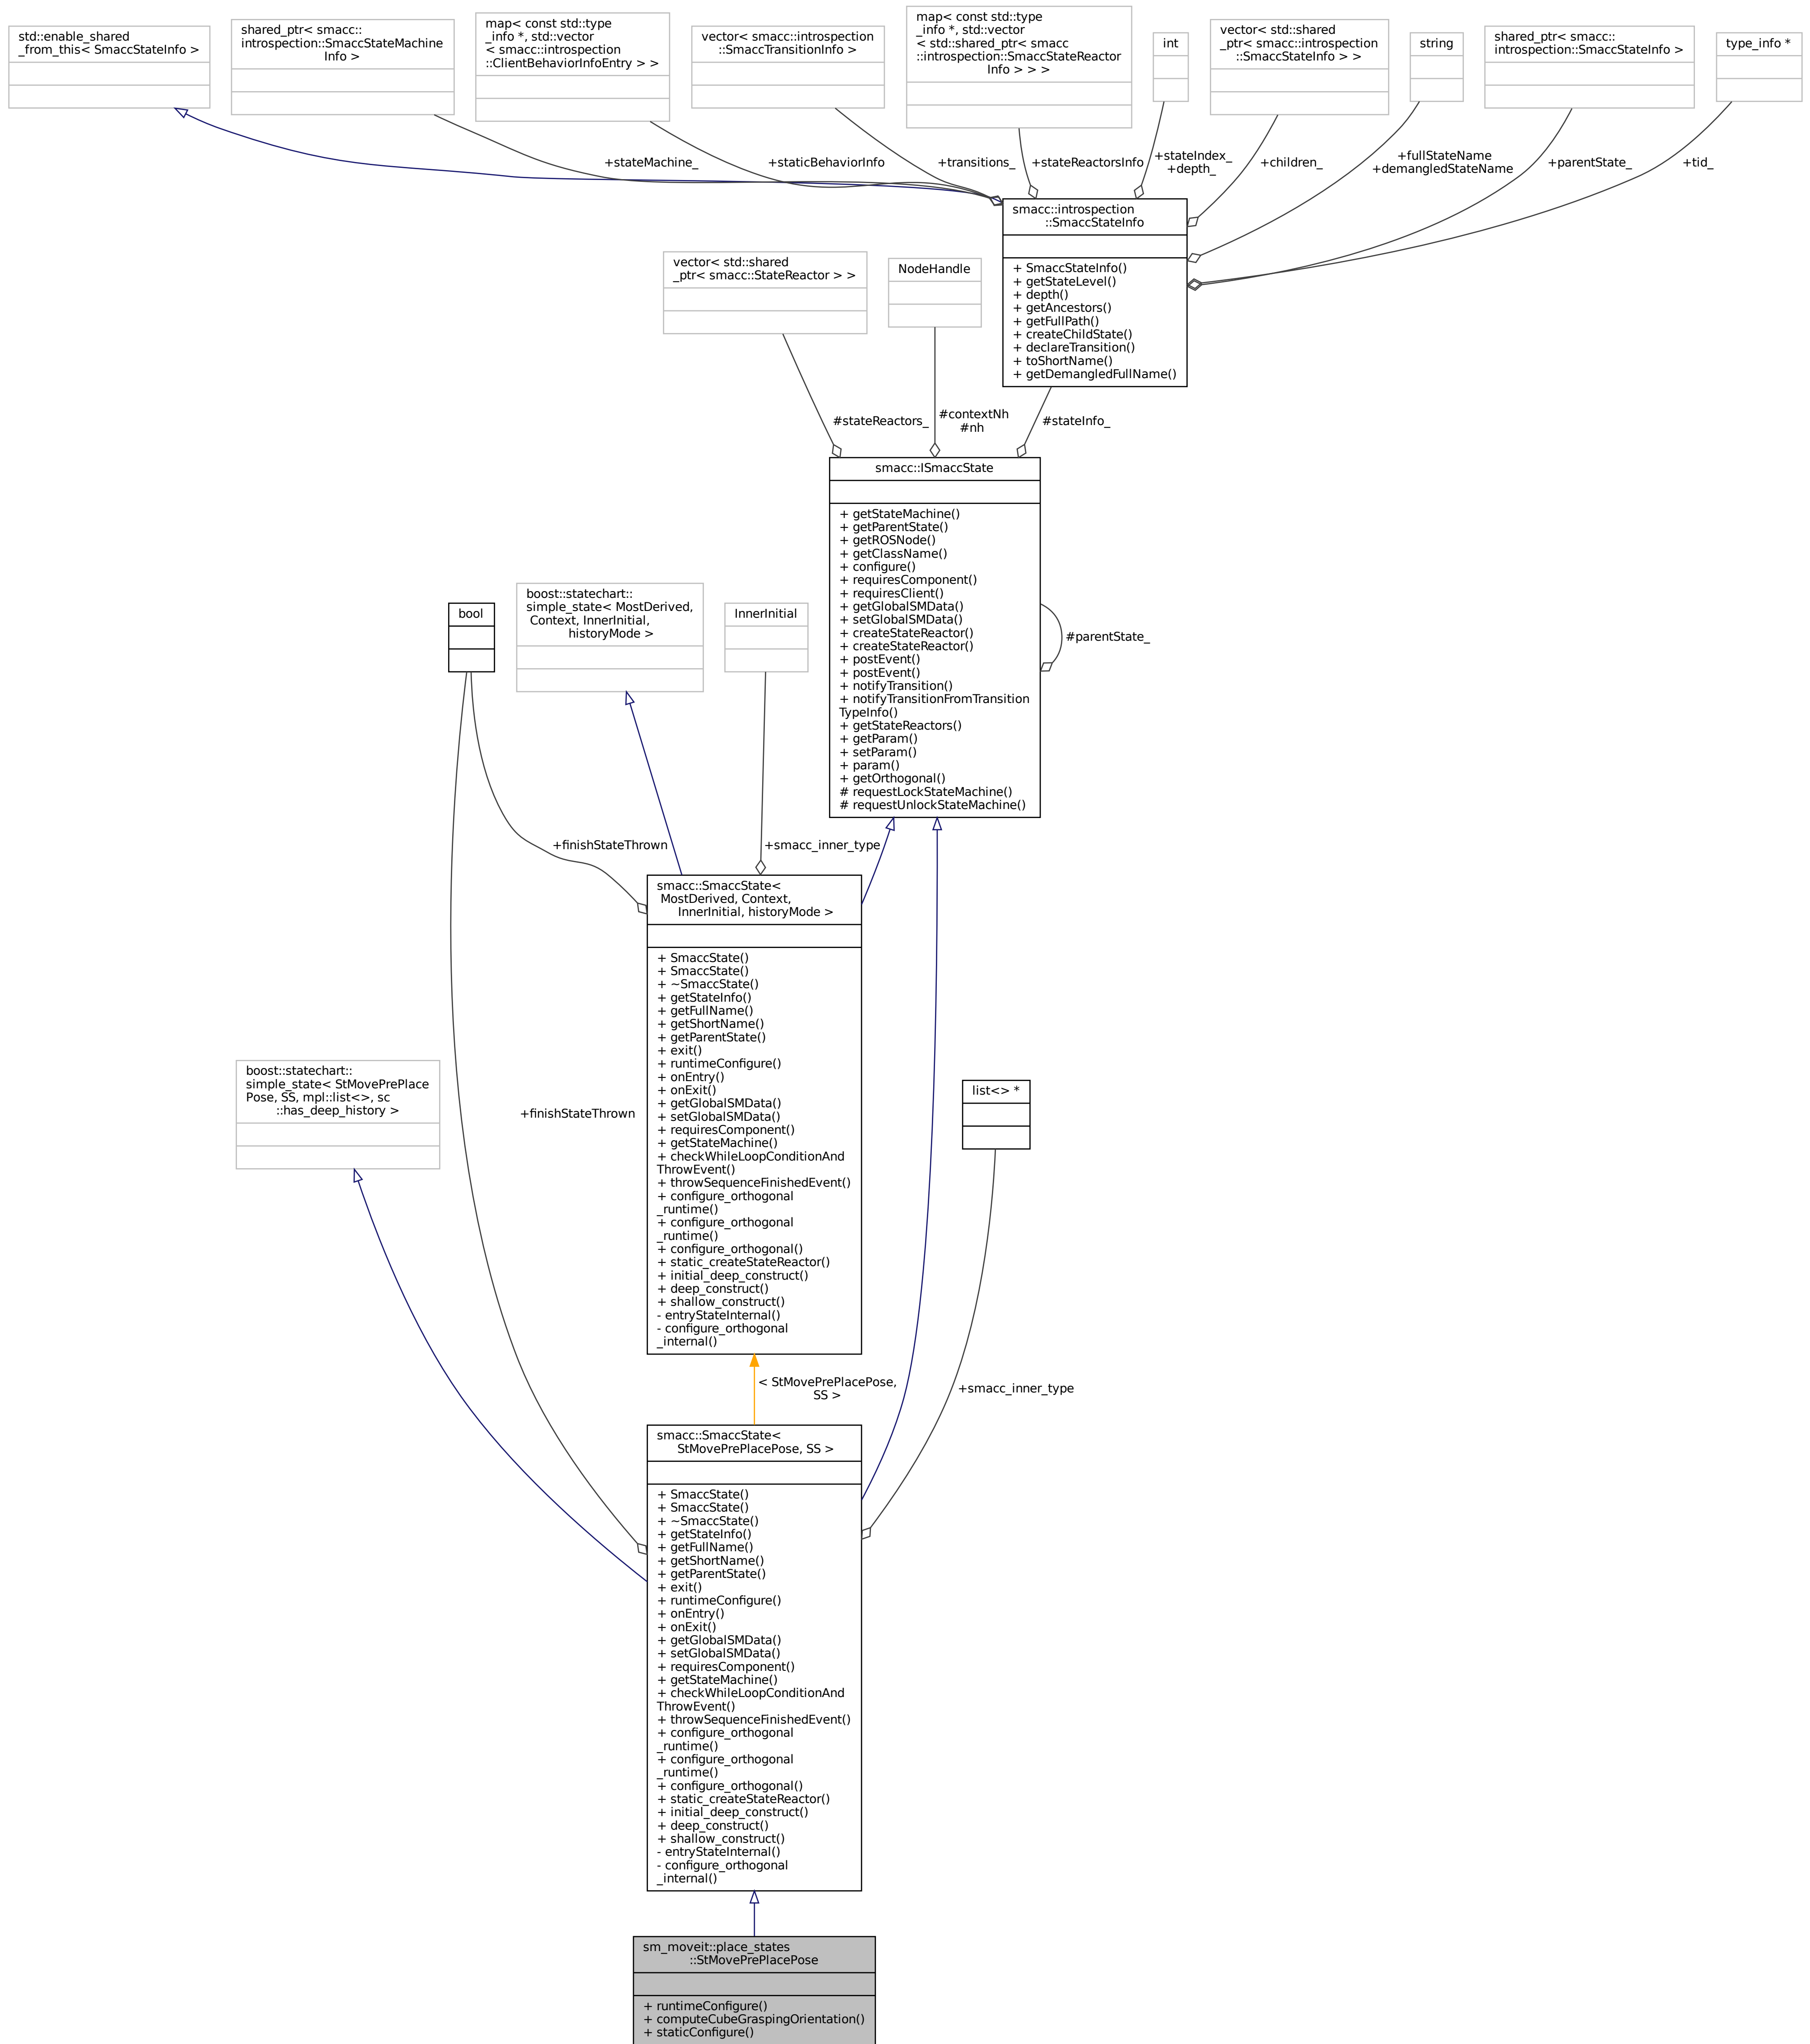 std::enable_shared
_from_this< SmaccStateInfo >
shared_ptr< smacc::
introspection::SmaccStateMachine
Info >
map< const std::type
_info *, std::vector
< smacc::introspection
::ClientBehaviorInfoEntry > >
vector< smacc::introspection
::SmaccTransitionInfo >
map< const std::type
_info *, std::vector
< std::shared_ptr< smacc
::introspection::SmaccStateReactor
Info > > >
int
vector< std::shared
_ptr< smacc::introspection
::SmaccStateInfo > >
string
shared_ptr< smacc::
introspection::SmaccStateInfo >
type_info *
+stateMachine_
+staticBehaviorInfo
+transitions_
+stateReactorsInfo
+stateIndex_
+depth_
+children_
+fullStateName
+demangledStateName
+parentState_
+tid_
smacc::introspection
::SmaccStateInfo
+ SmaccStateInfo()
+ getStateLevel()
+ depth()
+ getAncestors()
+ getFullPath()
+ createChildState()
+ declareTransition()
+ toShortName()
+ getDemangledFullName()
vector< std::shared
_ptr< smacc::StateReactor > >
NodeHandle
#stateReactors_
#contextNh
#nh
#stateInfo_
smacc::ISmaccState
+ getStateMachine()
+ getParentState()
+ getROSNode()
+ getClassName()
+ configure()
+ requiresComponent()
+ requiresClient()
+ getGlobalSMData()
+ setGlobalSMData()
+ createStateReactor()
+ createStateReactor()
+ postEvent()
+ postEvent()
+ notifyTransition()
+ notifyTransitionFromTransition
TypeInfo()
+ getStateReactors()
+ getParam()
+ setParam()
+ param()
+ getOrthogonal()
# requestLockStateMachine()
# requestUnlockStateMachine()
#parentState_
bool
boost::statechart::
simple_state< MostDerived,
Context, InnerInitial,
historyMode >
InnerInitial
+finishStateThrown
+smacc_inner_type
smacc::SmaccState<
MostDerived, Context,
InnerInitial, historyMode >
+ SmaccState()
+ SmaccState()
+ ~SmaccState()
+ getStateInfo()
+ getFullName()
+ getShortName()
+ getParentState()
+ exit()
+ runtimeConfigure()
+ onEntry()
+ onExit()
+ getGlobalSMData()
+ setGlobalSMData()
+ requiresComponent()
+ getStateMachine()
+ checkWhileLoopConditionAnd
ThrowEvent()
+ throwSequenceFinishedEvent()
+ configure_orthogonal
_runtime()
+ configure_orthogonal
_runtime()
+ configure_orthogonal()
+ static_createStateReactor()
+ initial_deep_construct()
+ deep_construct()
+ shallow_construct()
- entryStateInternal()
- configure_orthogonal
_internal()
boost::statechart::
simple_state< StMovePrePlace
Pose, SS, mpl::list<>, sc
::has_deep_history >
+finishStateThrown
list<> *
< StMovePrePlacePose,
SS >
+smacc_inner_type
smacc::SmaccState<
StMovePrePlacePose, SS >
+ SmaccState()
+ SmaccState()
+ ~SmaccState()
+ getStateInfo()
+ getFullName()
+ getShortName()
+ getParentState()
+ exit()
+ runtimeConfigure()
+ onEntry()
+ onExit()
+ getGlobalSMData()
+ setGlobalSMData()
+ requiresComponent()
+ getStateMachine()
+ checkWhileLoopConditionAnd
ThrowEvent()
+ throwSequenceFinishedEvent()
+ configure_orthogonal
_runtime()
+ configure_orthogonal
_runtime()
+ configure_orthogonal()
+ static_createStateReactor()
+ initial_deep_construct()
+ deep_construct()
+ shallow_construct()
- entryStateInternal()
- configure_orthogonal
_internal()
sm_moveit::place_states
::StMovePrePlacePose
+ runtimeConfigure()
+ computeCubeGraspingOrientation()
+ staticConfigure()